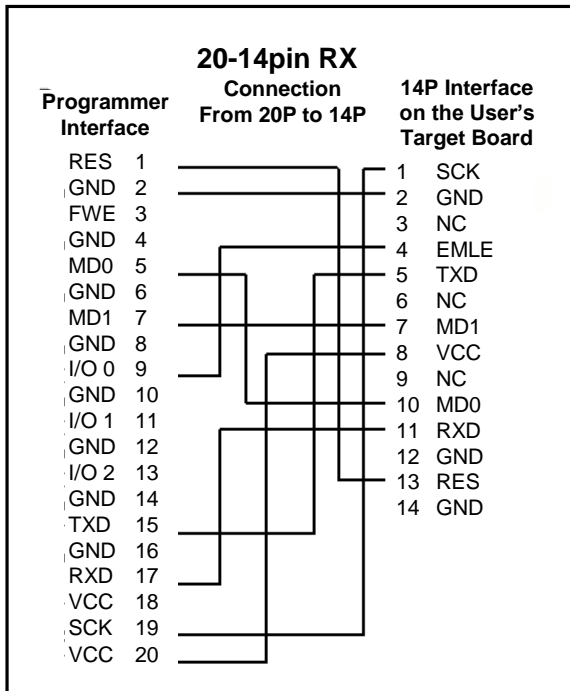 20-14pin RX
Connection
From 20P to 14P
Programmer
Interface
14P Interface
on the User's
Target Board
RES 1
GND 2
FWE 3
GND 4
MD0 5
GND 6
MD1 7
GND 8
I/O 0 9
GND 10
I/O 1 11
GND 12
I/O 2 13
GND 14
TXD 15
GND 16
RXD 17
VCC 18
SCK 19
VCC 20
1 SCK
2 GND
3 NC
4 EMLE
5 TXD
6 NC
7 MD1
8 VCC
9 NC
10 MD0
11 RXD
12 GND
13 RES
14 GND